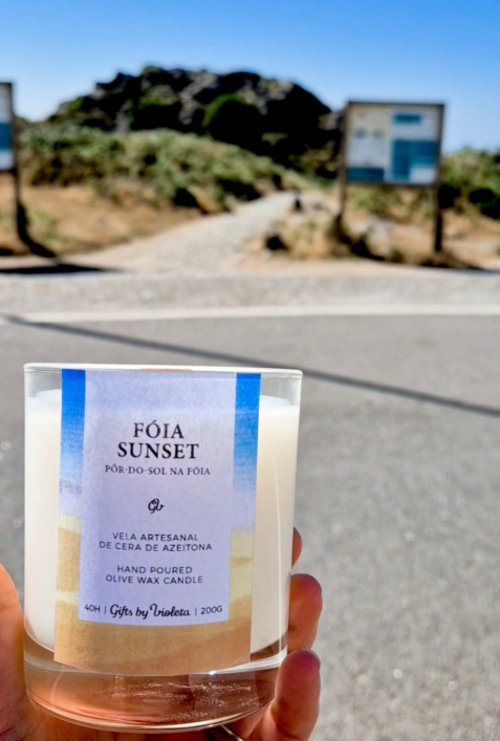 FÓIA
SUNSET
PÔR-DO-SOL NA FÓIA
GV
VELA ARTESANAL
DE CERA DE AZEITONA
HAND POURED
OLIVE WAX CANDLE
40H | Gifts by Violeta | 200G